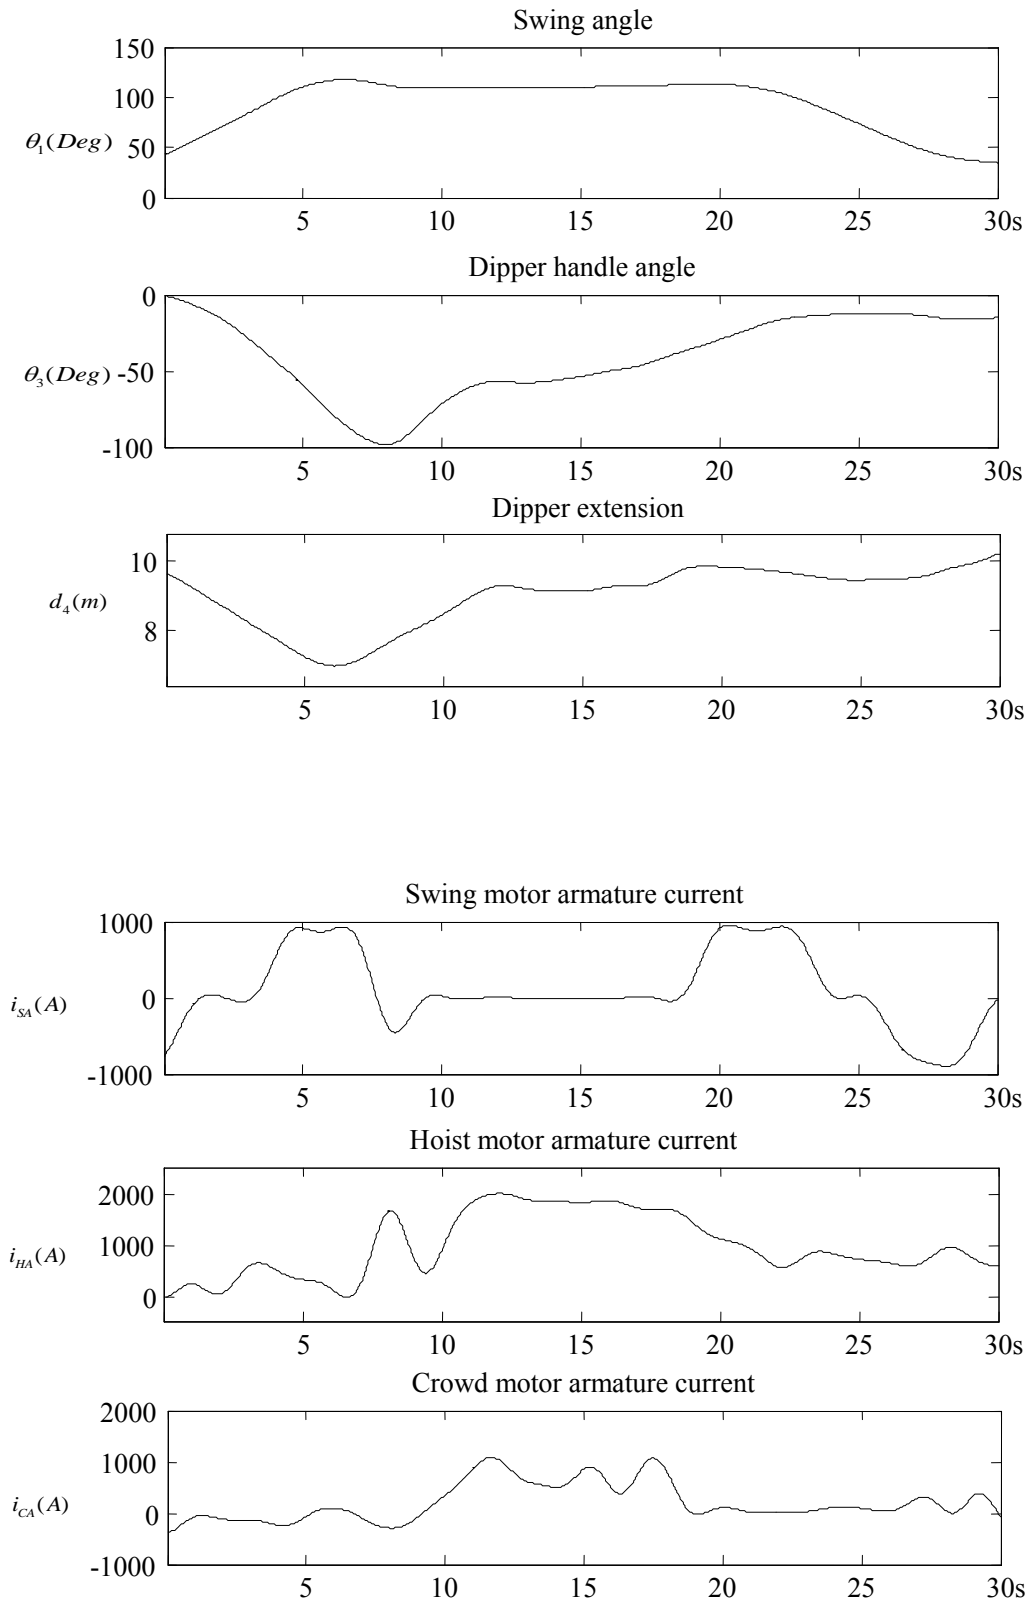 Swing angle
150
100
θ₁(Deg) 50
0
5 10 15 20 25 30s
Dipper handle angle
0
θ₃(Deg) -50
-100
5 10 15 20 25 30s
Dipper extension
10
d₄(m)
8
5 10 15 20 25 30s
Swing motor armature current
1000
i_SA(A) 0
-1000
5 10 15 20 25 30s
Hoist motor armature current
2000
i_HA(A) 1000
0
5 10 15 20 25 30s
Crowd motor armature current
2000
1000
i_CA(A) 0
-1000
5 10 15 20 25 30s